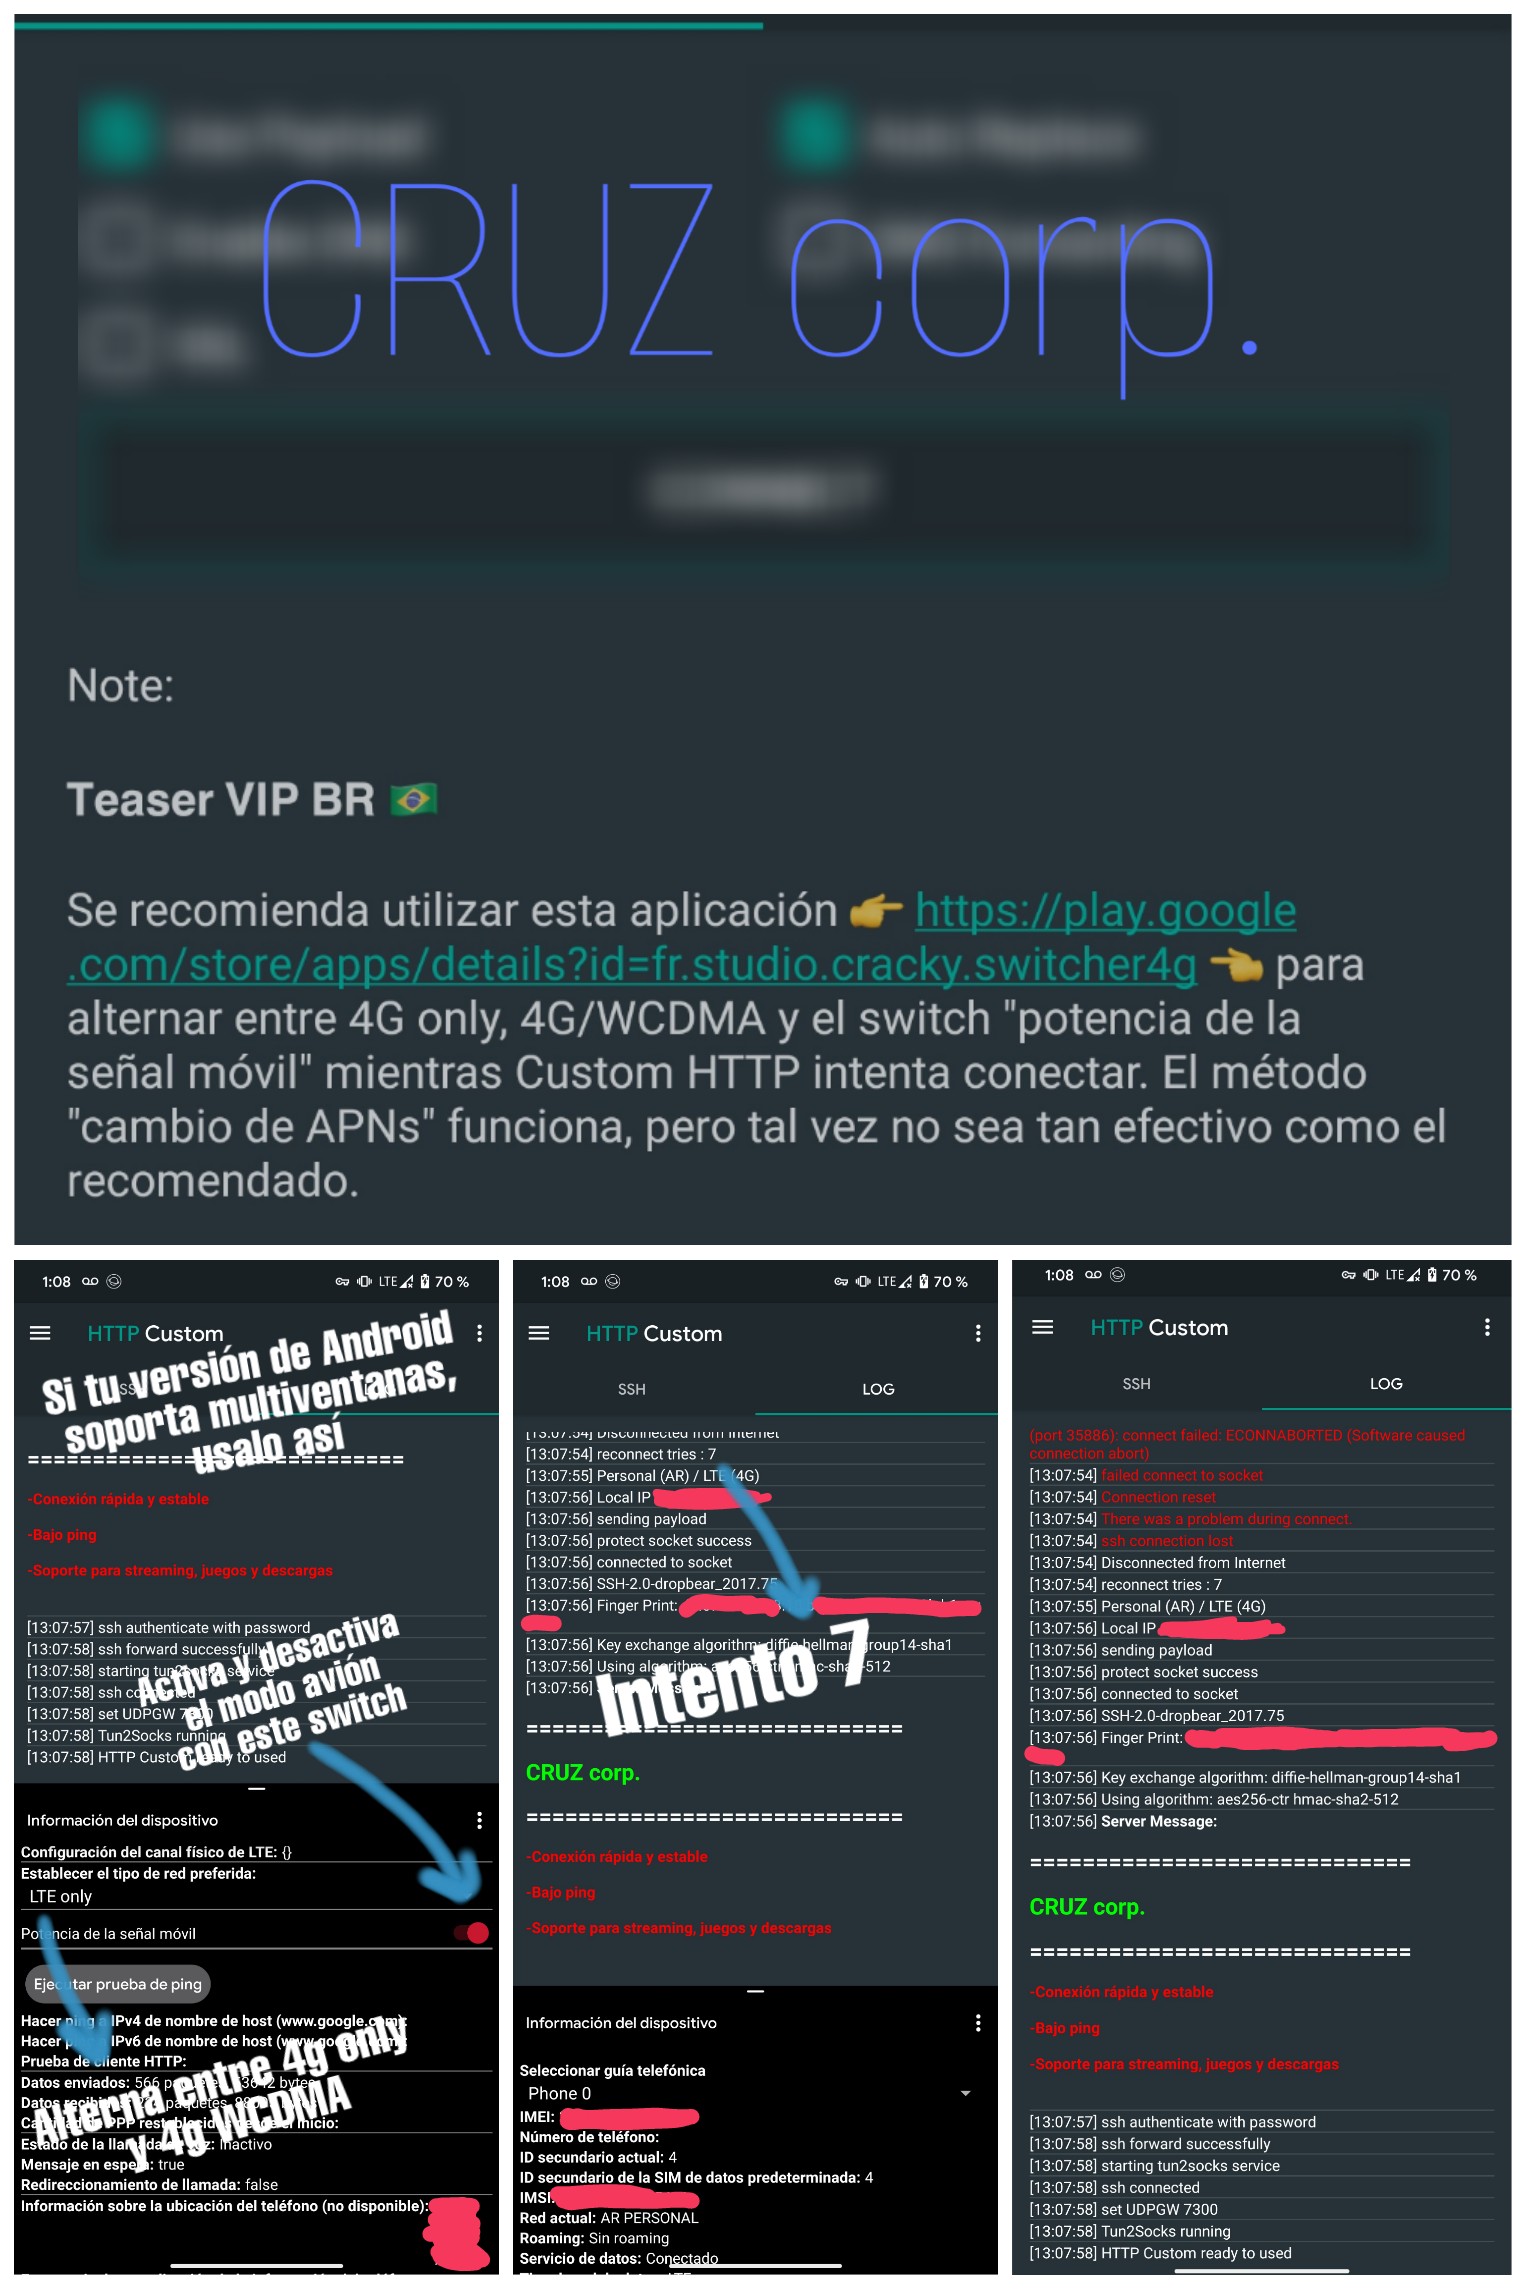 CRUZ corp.
Note:
Teaser VIP BR 🇧🇷
Se recomienda utilizar esta aplicación 👉 https://play.google
.com/store/apps/details?id=fr.studio.cracky.switcher4g 👈 para
alternar entre 4G only, 4G/WCDMA y el switch "potencia de la
señal móvil" mientras Custom HTTP intenta conectar. El método
"cambio de APNs" funciona, pero tal vez no sea tan efectivo como el
recomendado.
1:08 LTE 70 %
HTTP Custom
Si tu versión de Android
soporta multiventanas,
usalo así
============================
-Conexión rápida y estable
-Bajo ping
-Soporte para streaming, juegos y descargas
[13:07:57] ssh authenticate with password
[13:07:58] ssh forward successfully
[13:07:58] starting tun2socks service
[13:07:58] ssh connected
[13:07:58] set UDPGW 7300
[13:07:58] Tun2Socks running
[13:07:58] HTTP Custom ready to used
Activa y desactiva
el modo avión
con este switch
Información del dispositivo
Configuración del canal físico de LTE: {}
Establecer el tipo de red preferida:
LTE only
Potencia de la señal móvil
Ejecutar prueba de ping
Hacer ping a IPv4 de nombre de host (www.google.com):
Hacer ping a IPv6 de nombre de host (www.google.com):
Prueba de cliente HTTP:
Datos enviados: 566
Datos recibidos: paquetes,
Cantidad de PPP restablecidos desde el inicio:
Estado de la llamada de voz: Inactivo
Mensaje en espera: true
Redireccionamiento de llamada: false
Información sobre la ubicación del teléfono (no disponible):
Alterna entre 4g only
y 4g WCDMA
1:08 LTE 70 %
HTTP Custom
SSH LOG
[13:07:54] Disconnected from Internet
[13:07:54] reconnect tries : 7
[13:07:55] Personal (AR) / LTE (4G)
[13:07:56] Local IP
[13:07:56] sending payload
[13:07:56] protect socket success
[13:07:56] connected to socket
[13:07:56] SSH-2.0-dropbear_2017.75
[13:07:56] Finger Print:
[13:07:56] Key exchange algorithm: diffie-hellman-group14-sha1
[13:07:56] Using algorithm: aes256-ctr hmac-sha2-512
[13:07:56] Server Message:
Intento 7
============================
CRUZ corp.
============================
-Conexión rápida y estable
-Bajo ping
-Soporte para streaming, juegos y descargas
Información del dispositivo
Seleccionar guía telefónica
Phone 0
IMEI:
Número de teléfono:
ID secundario actual: 4
ID secundario de la SIM de datos predeterminada: 4
IMSI:
Red actual: AR PERSONAL
Roaming: Sin roaming
Servicio de datos: Conectado
1:08 LTE 70 %
HTTP Custom
SSH LOG
(port 35886): connect failed: ECONNABORTED (Software caused
connection abort)
[13:07:54] failed connect to socket
[13:07:54] Connection reset
[13:07:54] There was a problem during connect.
[13:07:54] ssh connection lost
[13:07:54] Disconnected from Internet
[13:07:54] reconnect tries : 7
[13:07:55] Personal (AR) / LTE (4G)
[13:07:56] Local IP
[13:07:56] sending payload
[13:07:56] protect socket success
[13:07:56] connected to socket
[13:07:56] SSH-2.0-dropbear_2017.75
[13:07:56] Finger Print:
[13:07:56] Key exchange algorithm: diffie-hellman-group14-sha1
[13:07:56] Using algorithm: aes256-ctr hmac-sha2-512
[13:07:56] Server Message:
============================
CRUZ corp.
============================
-Conexión rápida y estable
-Bajo ping
-Soporte para streaming, juegos y descargas
[13:07:57] ssh authenticate with password
[13:07:58] ssh forward successfully
[13:07:58] starting tun2socks service
[13:07:58] ssh connected
[13:07:58] set UDPGW 7300
[13:07:58] Tun2Socks running
[13:07:58] HTTP Custom ready to used